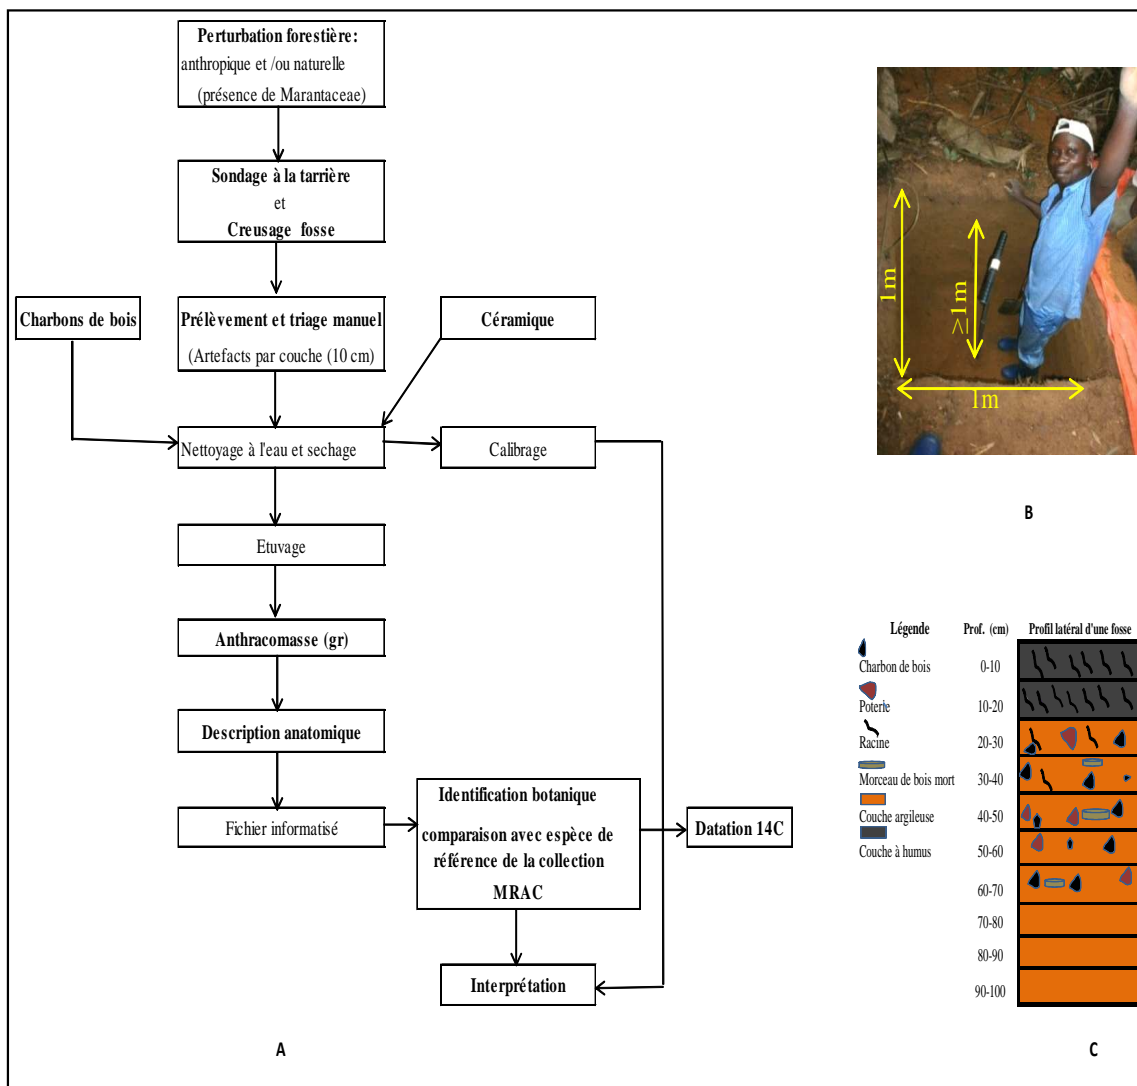 Perturbation forestière:
anthropique et /ou naturelle
(présence de Marantaceae)
Sondage à la tarrière
et
Creusage fosse
Charbons de bois
Prélèvement et triage manuel
(Artefacts par couche (10 cm)
Céramique
Nettoyage à l'eau et sechage
Calibrage
Etuvage
Anthracomasse (gr)
Description anatomique
Fichier informatisé
Identification botanique
comparaison avec espèce de
référence de la collection
MRAC
Datation 14C
Interprétation
A
1m
≥1m
1m
B
Légende Prof. (cm) Profil latéral d'une fosse
Charbon de bois 0-10
Poterie 10-20
Racine 20-30
Morceau de bois mort 30-40
Couche argileuse 40-50
Couche à humus 50-60
60-70
70-80
80-90
90-100
C